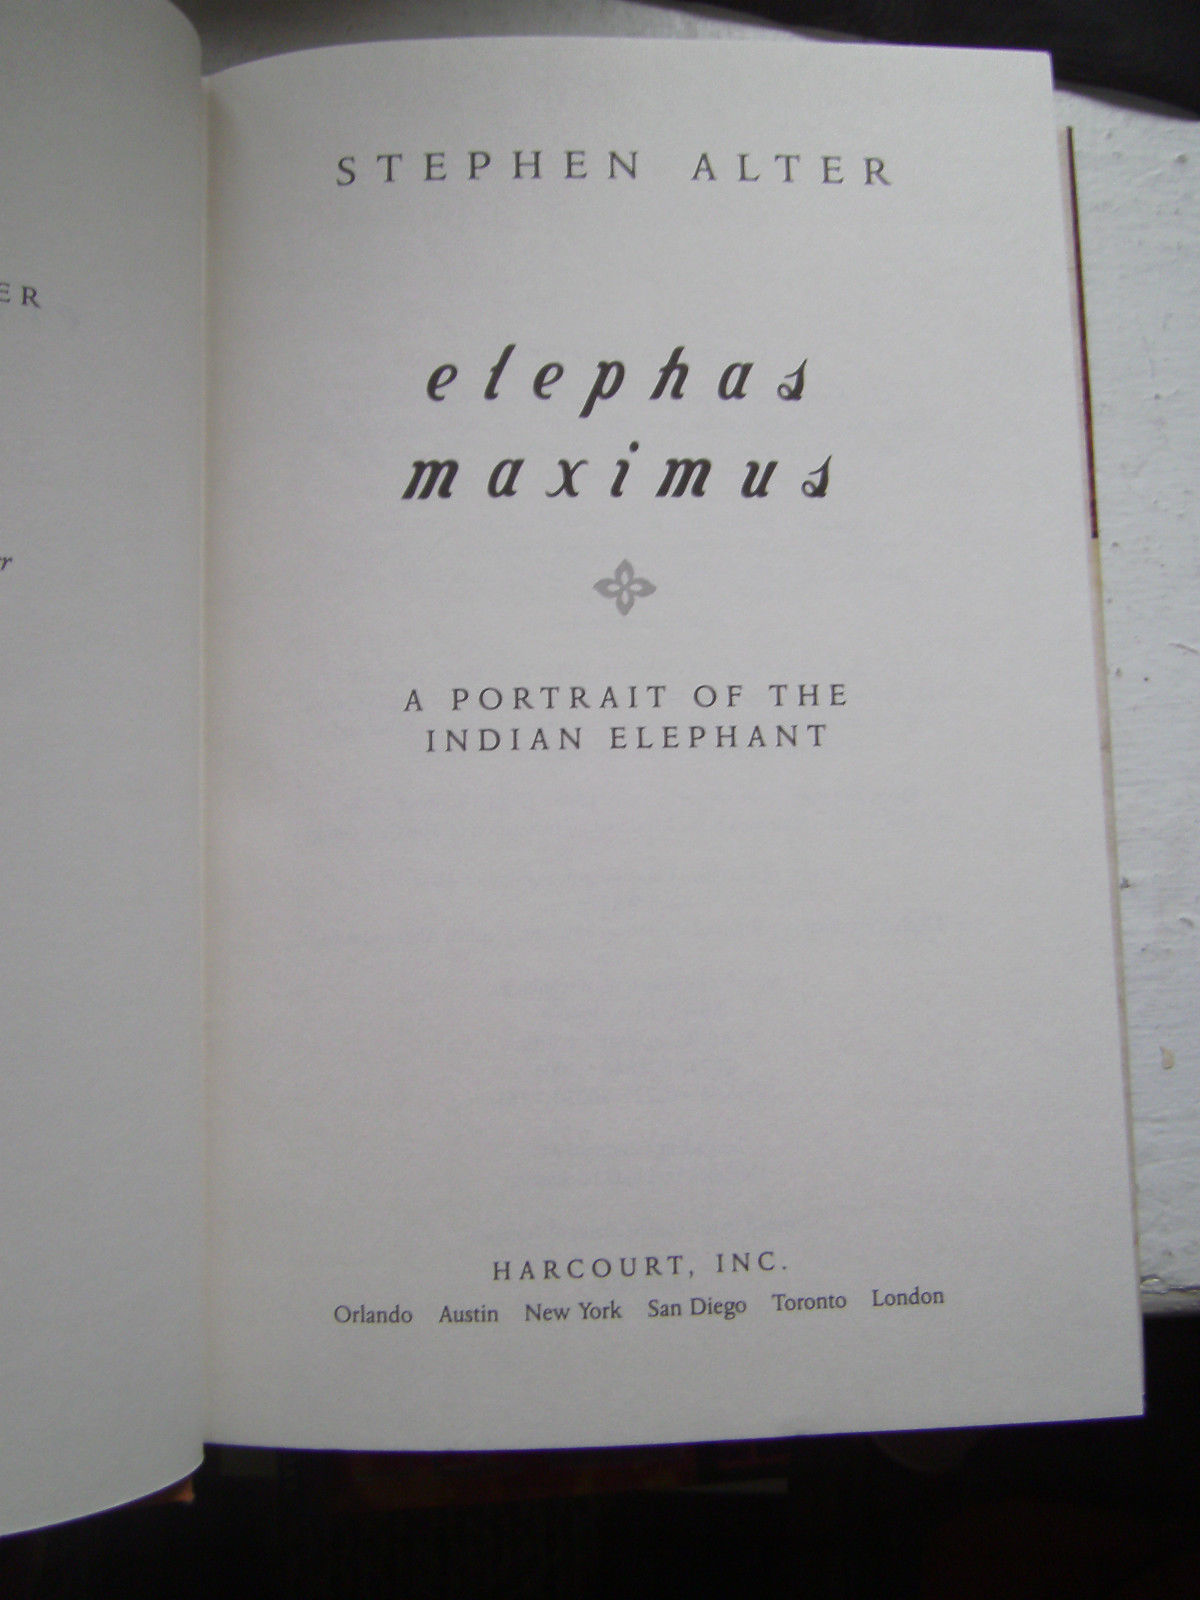 ER
r
STEPHEN ALTER
elephas
maximus
A PORTRAIT OF THE
INDIAN ELEPHANT
HARCOURT, INC.
Orlando Austin New York San Diego Toronto London